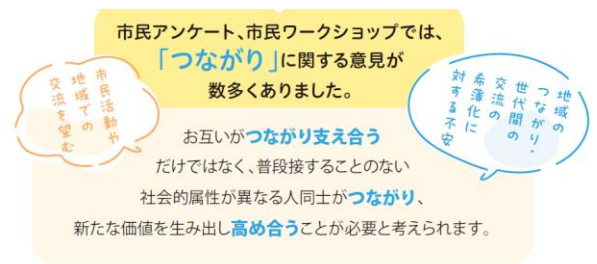 市民アンケート、市民ワークショップでは、
「つながり」に関する意見が
数多くありました。
市民活動や
地域での
交流を望む
地域の
つながり・
世代間の
交流の
希薄化に
対する不安
お互いがつながり支え合う
だけではなく、普段接することのない
社会的属性が異なる人同士がつながり、
新たな価値を生み出し高め合うことが必要と考えられます。